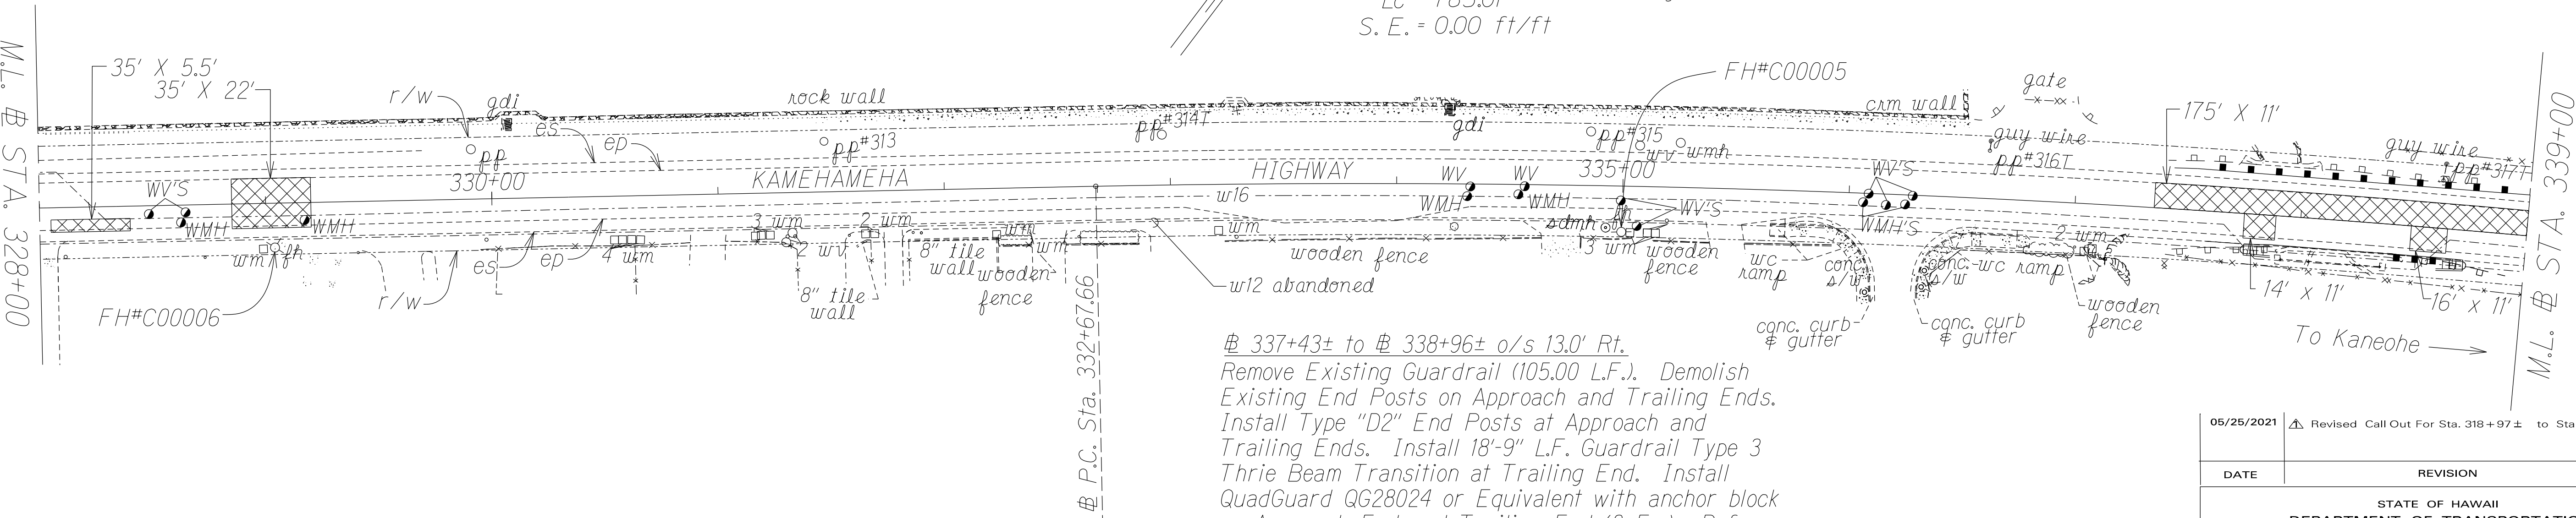 S. E. = 0.00 ft/ft
M.L. ℄ STA. 328+00
35' X 5.5'
35' X 22'
r/w
gdi
rock wall
es
ep
pp
pp#313
pp#314T
gdi
FH#C00005
pp#315
wv
wmh
crm wall
gate
guy wire
pp#316T
175' X 11'
guy wire
pp#317T
M.L. ℄ STA. 339+00
WV'S
WMH
WMH
330+00
KAMEHAMEHA
HIGHWAY
335+00
w16
WV
WV
WMH
WMH
WV'S
WV'S
WMH'S
wm
fh
FH#C00006
r/w
es
ep
4 wm
3 wm
2 wv
2 wm
8" tile
wall
8" tile
wall
wm
wm
wooden
fence
℄ P.C. Sta. 332+67.66
w12 abandoned
wm
wooden fence
sdmh
fh
3 wm
wooden
fence
wc
ramp
conc.
s/w
conc.
s/w
wc ramp
2 wm
wooden
fence
conc. curb
& gutter
conc. curb
& gutter
14' X 11'
16' X 11'
To Kaneohe
℄ 337+43± to ℄ 338+96± o/s 13.0' Rt.
Remove Existing Guardrail (105.00 L.F.). Demolish
Existing End Posts on Approach and Trailing Ends.
Install Type "D2" End Posts at Approach and
Trailing Ends. Install 18'-9" L.F. Guardrail Type 3
Thrie Beam Transition at Trailing End. Install
QuadGuard QG28024 or Equivalent with anchor block
05/25/2021 Revised Call Out For Sta. 318+97± to Sta
DATE REVISION
STATE OF HAWAII